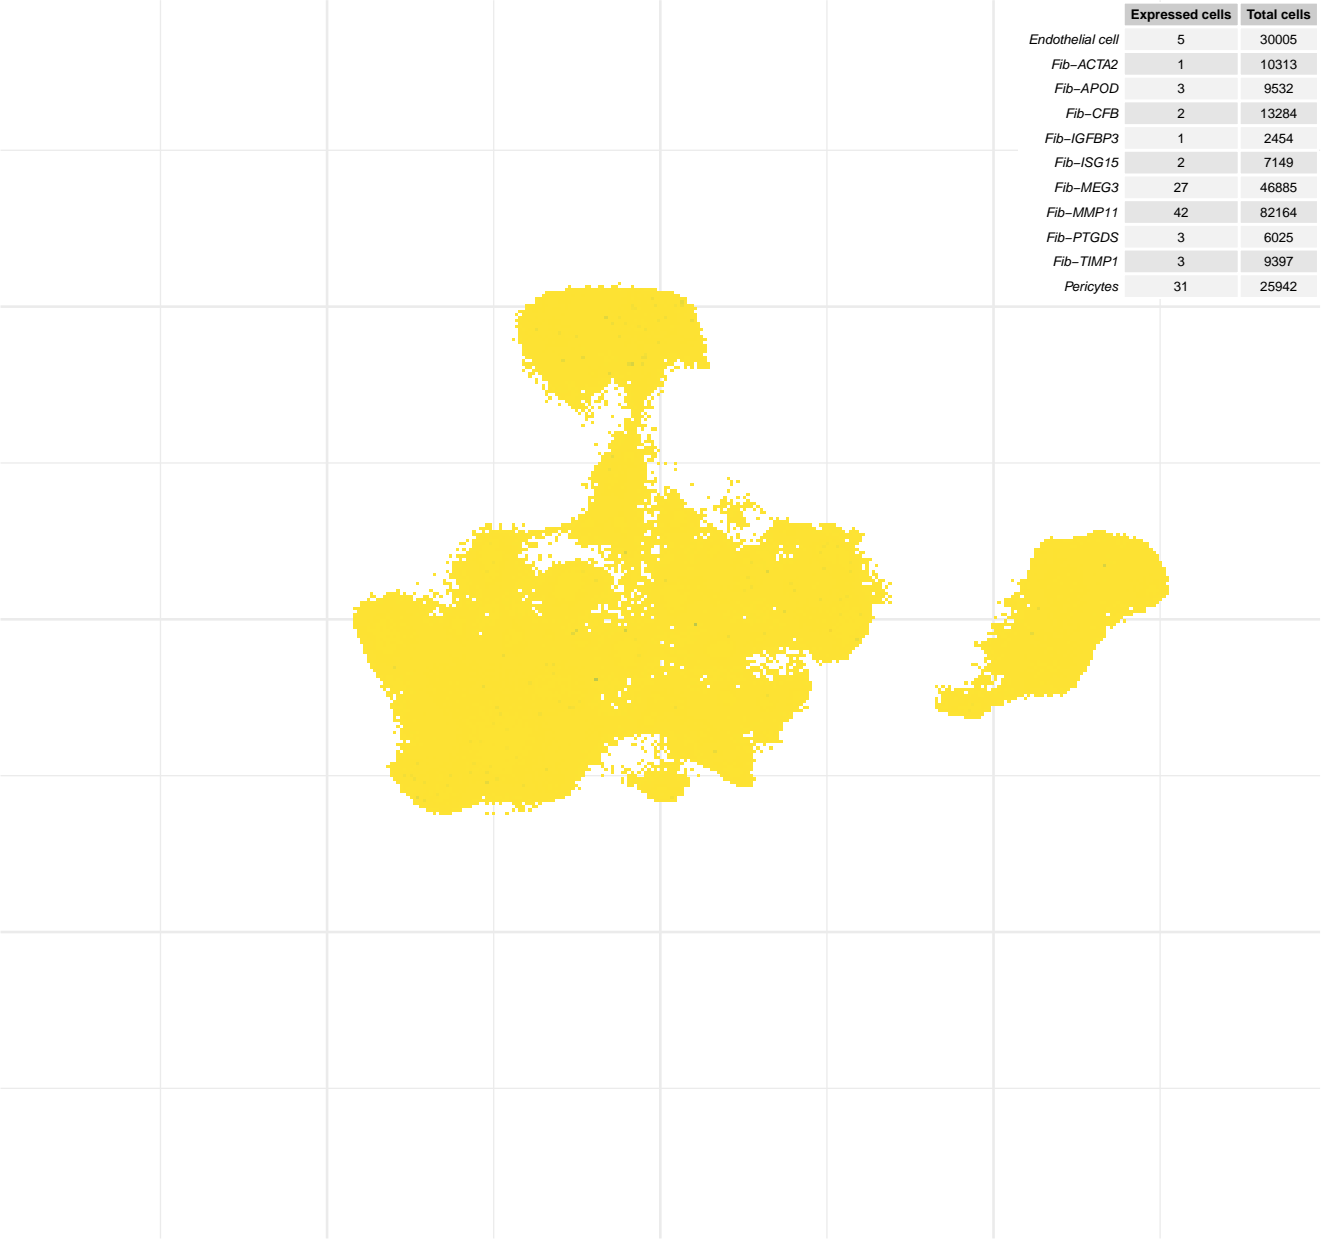 Expressed cells Total cells
Endothelial cell 5 30005
Fib−ACTA2 1 10313
Fib−APOD 3 9532
Fib−CFB 2 13284
Fib−IGFBP3 1 2454
Fib−ISG15 2 7149
Fib−MEG3 27 46885
Fib−MMP11 42 82164
Fib−PTGDS 3 6025
Fib−TIMP1 3 9397
Pericytes 31 25942